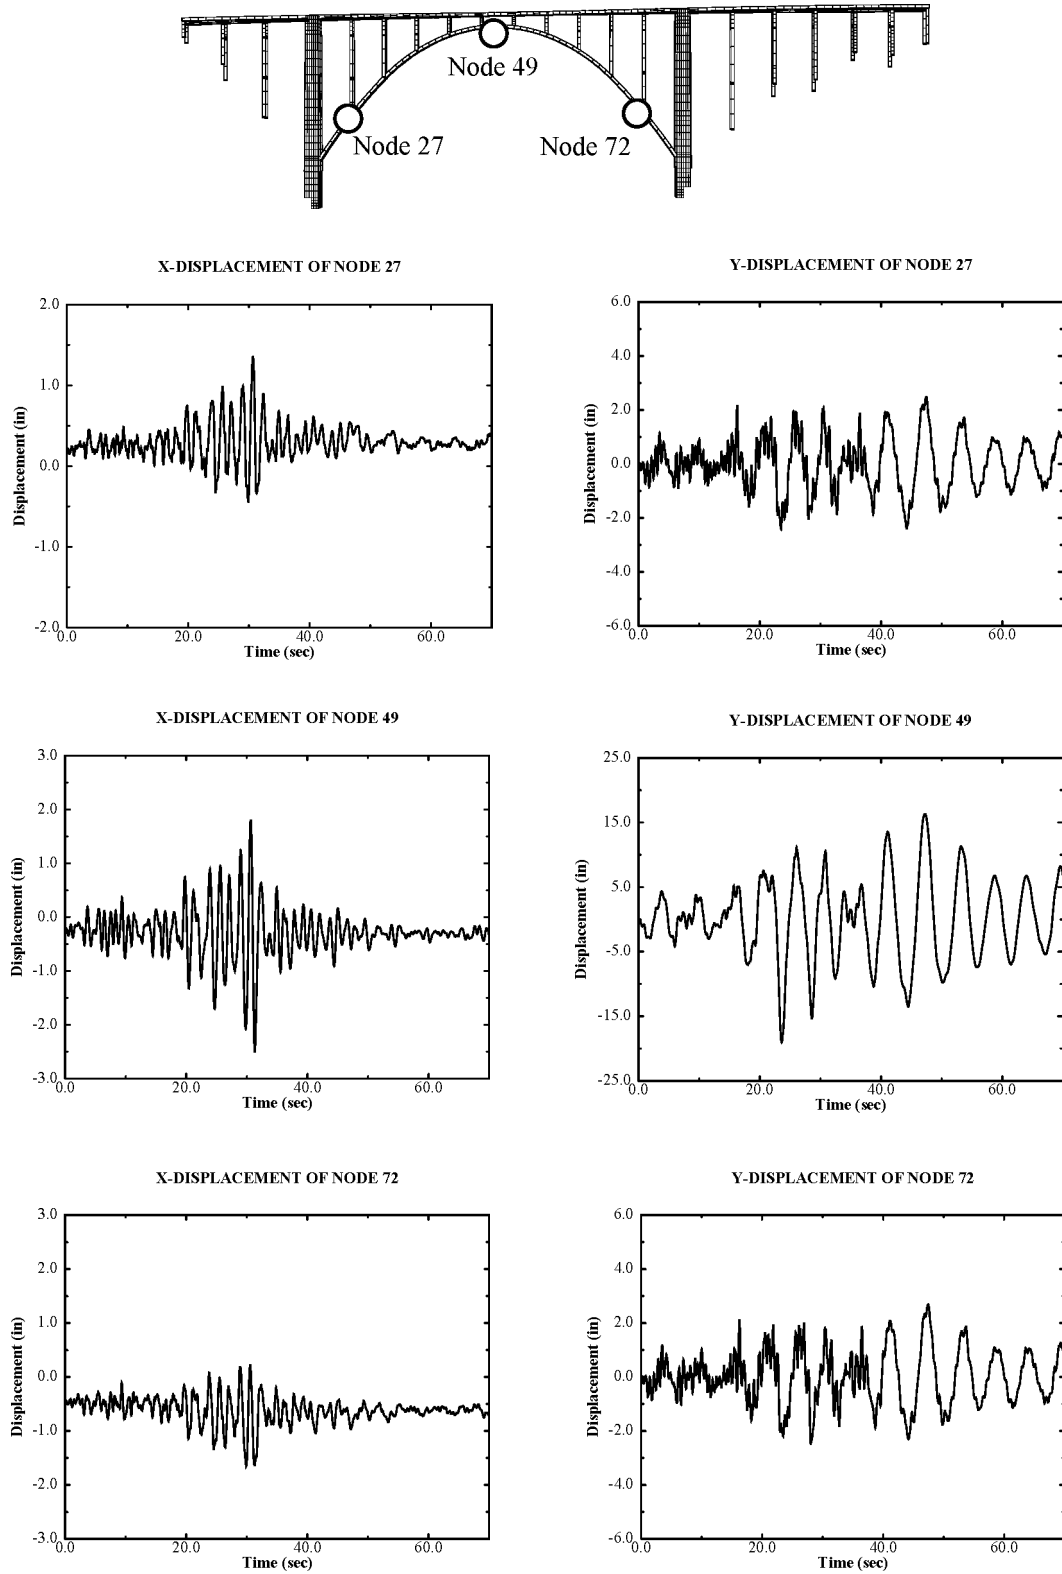 Node 49
Node 27
Node 72
X-DISPLACEMENT OF NODE 27
2.0
1.0
0.0
-1.0
-2.0
Displacement (in)
0.0 20.0 40.0 60.0
Time (sec)
Y-DISPLACEMENT OF NODE 27
6.0
4.0
2.0
0.0
-2.0
-4.0
-6.0
Displacement (in)
0.0 20.0 40.0 60.0
Time (sec)
X-DISPLACEMENT OF NODE 49
3.0
2.0
1.0
0.0
-1.0
-2.0
-3.0
Displacement (in)
0.0 20.0 40.0 60.0
Time (sec)
Y-DISPLACEMENT OF NODE 49
25.0
15.0
5.0
-5.0
-15.0
-25.0
Displacement (in)
0.0 20.0 40.0 60.0
Time (sec)
X-DISPLACEMENT OF NODE 72
3.0
2.0
1.0
0.0
-1.0
-2.0
-3.0
Displacement (in)
0.0 20.0 40.0 60.0
Time (sec)
Y-DISPLACEMENT OF NODE 72
6.0
4.0
2.0
0.0
-2.0
-4.0
-6.0
Displacement (in)
0.0 20.0 40.0 60.0
Time (sec)